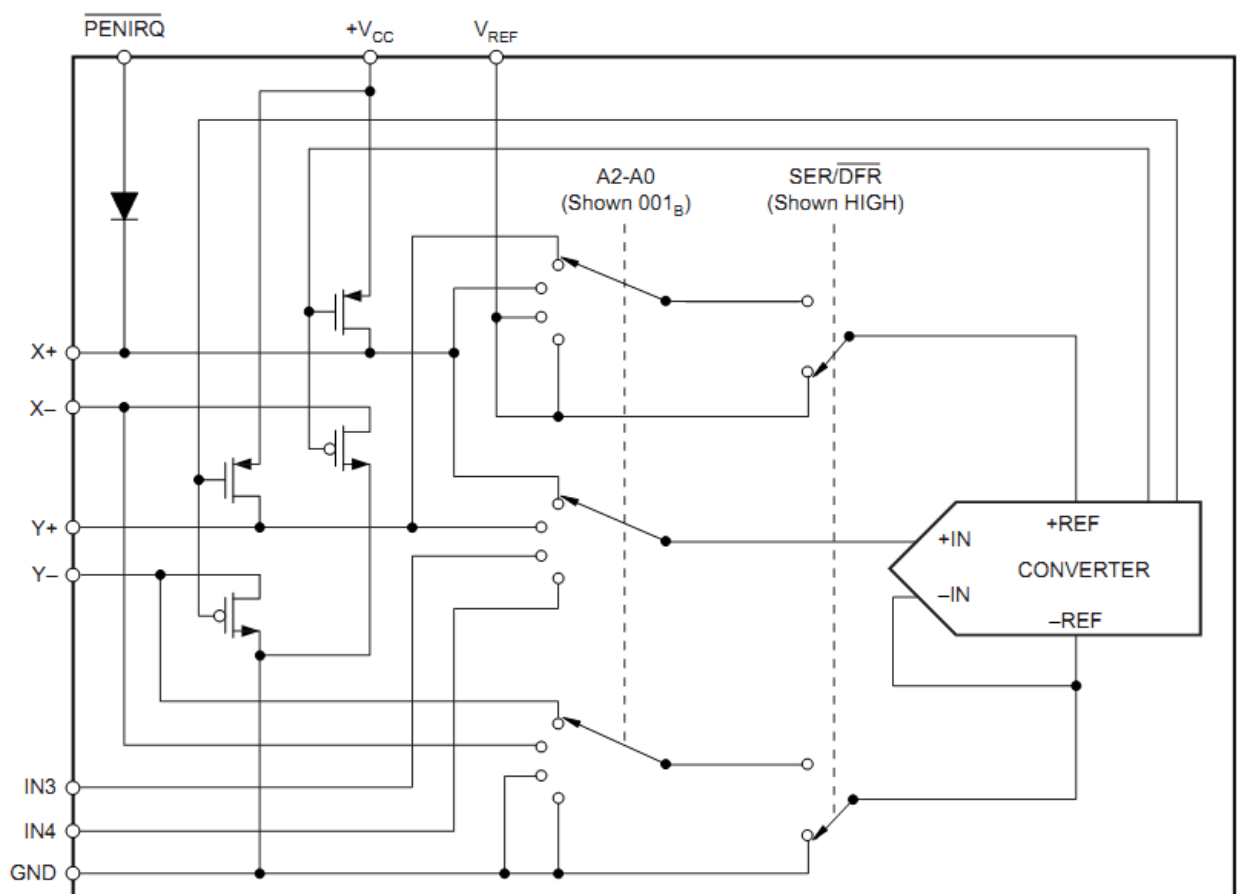 PENIRQ
+VCC
VREF
A2-A0
(Shown 001B)
SER/DFR
(Shown HIGH)
X+
X–
Y+
Y–
+IN
+REF
CONVERTER
–IN
–REF
IN3
IN4
GND